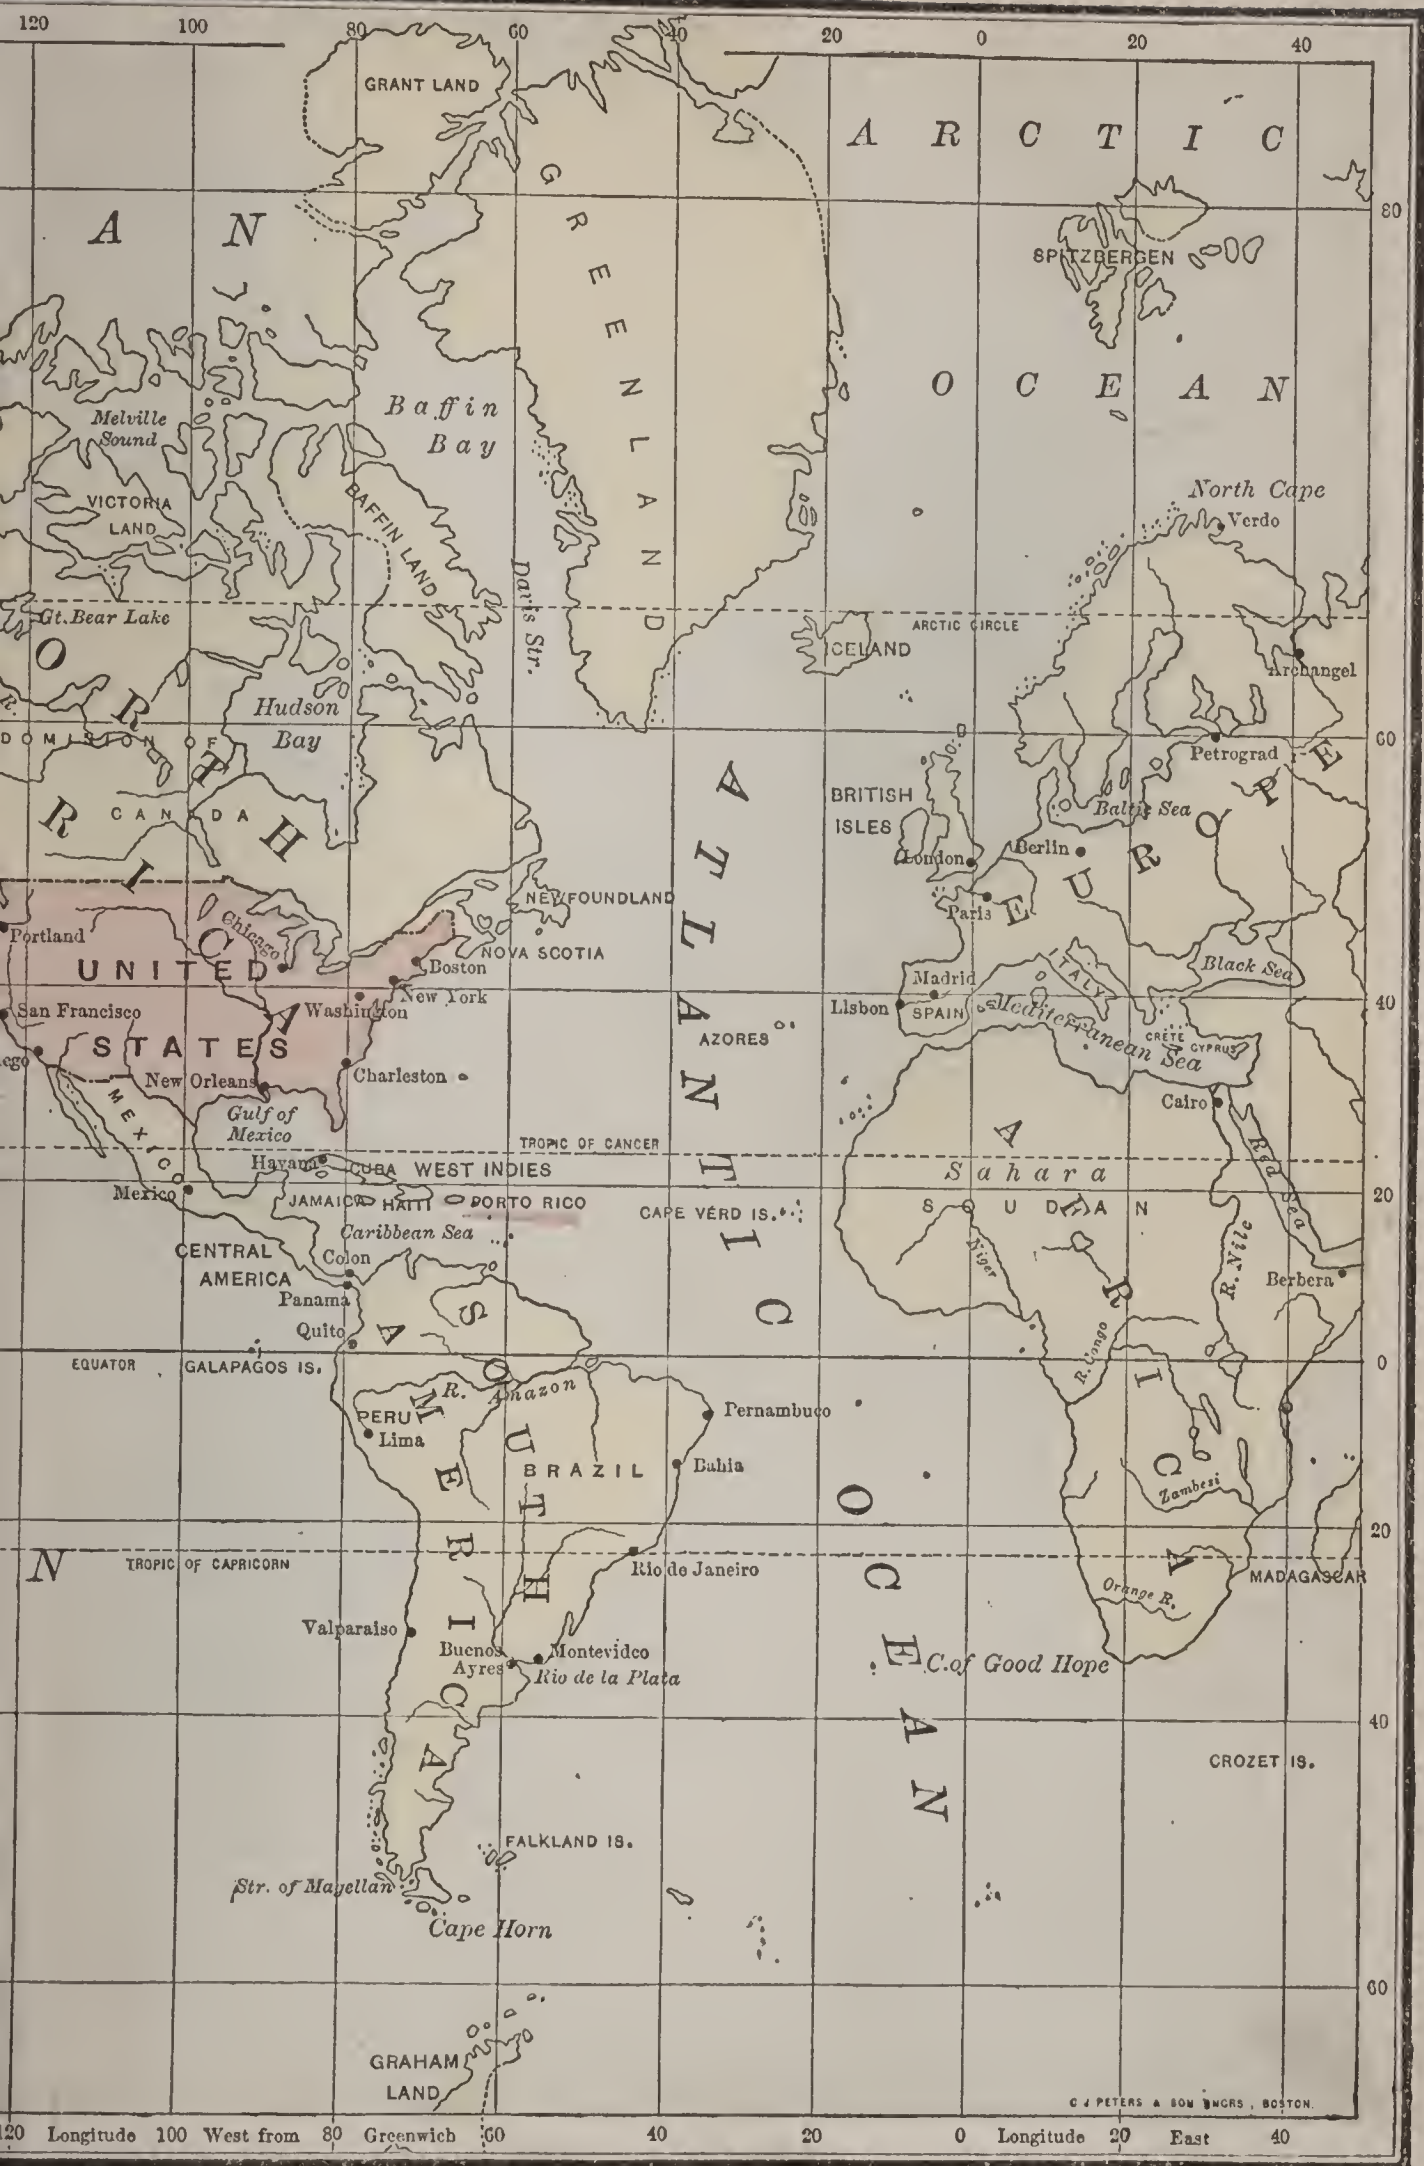 120 100 80 60 40 20 0 20 40
GRANT LAND
ARCTIC
GREENLAND
80
AN
SPITZBERGEN
OCEAN
Baffin
Bay
Melville
Sound
North Cape
Verdo
VICTORIA
LAND
BAFFIN LAND
Davis Str.
Gt. Bear Lake
ARCTIC CIRCLE
ICELAND
Archangel
Hudson
Bay
R.
DOMINION OF
CANADA
60
Petrograd
NORTH
ORTH
BRITISH
ISLES
Baltic Sea
EUROPE
London
Berlin
Paris
NEWFOUNDLAND
NOVA SCOTIA
Portland
Chicago
UNITED
STATES
Boston
New York
Washington
San Francisco
ego
RICA
Madrid
Lisbon
SPAIN
ITALY
Black Sea
40
Mediterranean Sea
CRETE
CYPRUS
AZORES
New Orleans
Charleston
Gulf of
Mexico
MEXICO
Cairo
Red Sea
TROPIC OF CANCER
Havana
CUBA WEST INDIES
Sahara
Mexico
JAMAICA HAITI PORTO RICO
20
CAPE VERD IS.
SOUDAN
Caribbean Sea
CENTRAL
AMERICA
Colon
Panama
Niger
R. Nile
Berbera
Quito
EQUATOR
GALAPAGOS IS.
0
R. Congo
R. Amazon
PERU
Lima
Pernambuco
Bahia
BRAZIL
SOUTH
AMERICA
AFRICA
Zambesi
20
N
TROPIC OF CAPRICORN
Rio de Janeiro
MADAGASCAR
Orange R.
Valparaiso
Buenos
Ayres
Montevideo
Rio de la Plata
C. of Good Hope
ATLANTIC
OCEAN
40
CROZET IS.
FALKLAND IS.
Str. of Magellan
Cape Horn
60
GRAHAM
LAND
C J PETERS & SON ENGRS, BOSTON.
120 Longitude 100 West from 80 Greenwich 60 40 20 0 Longitude 20 East 40